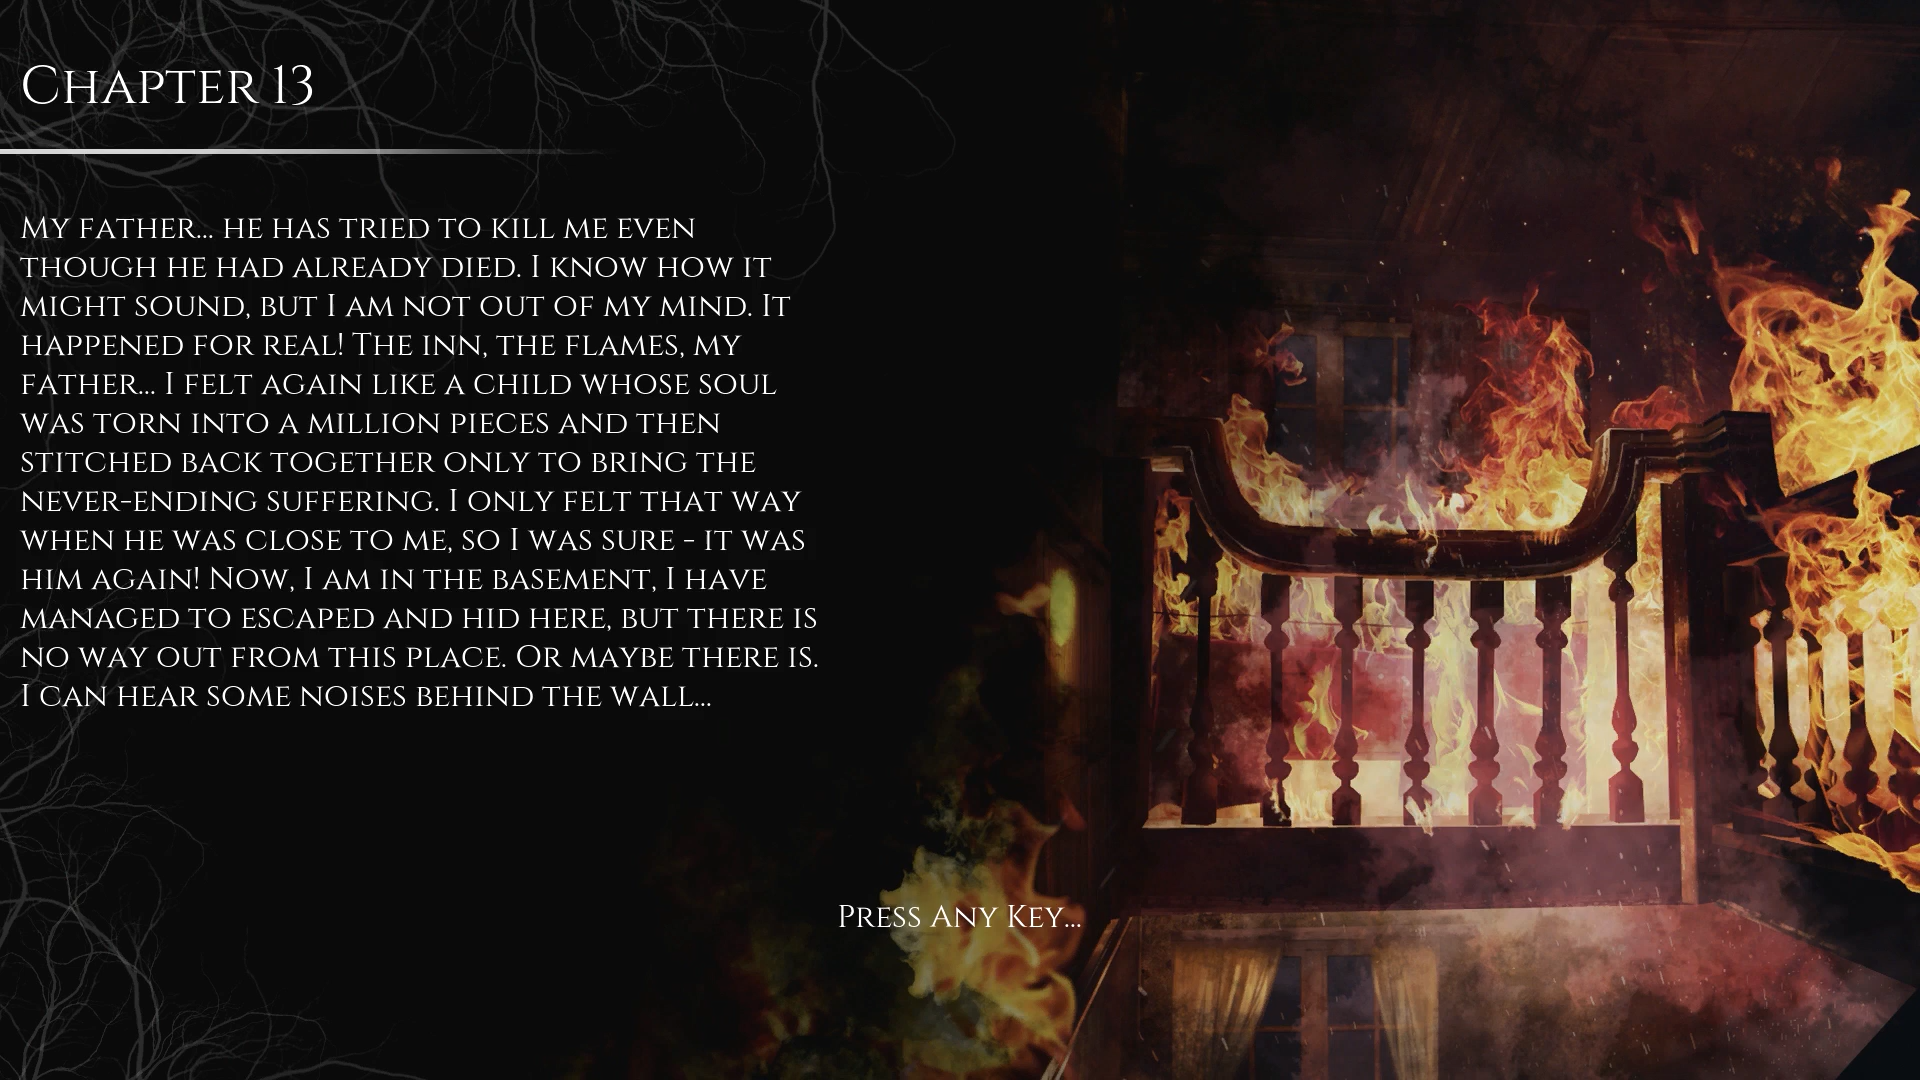 Chapter 13
My father... he has tried to kill me even
though he had already died. I know how it
might sound, but I am not out of my mind. It
happened for real! The inn, the flames, my
father... I felt again like a child whose soul
was torn into a million pieces and then
stitched back together only to bring the
never-ending suffering. I only felt that way
when he was close to me, so I was sure - it was
him again! Now, I am in the basement, I have
managed to escaped and hid here, but there is
no way out from this place. Or maybe there is.
I can hear some noises behind the wall...
Press Any Key...